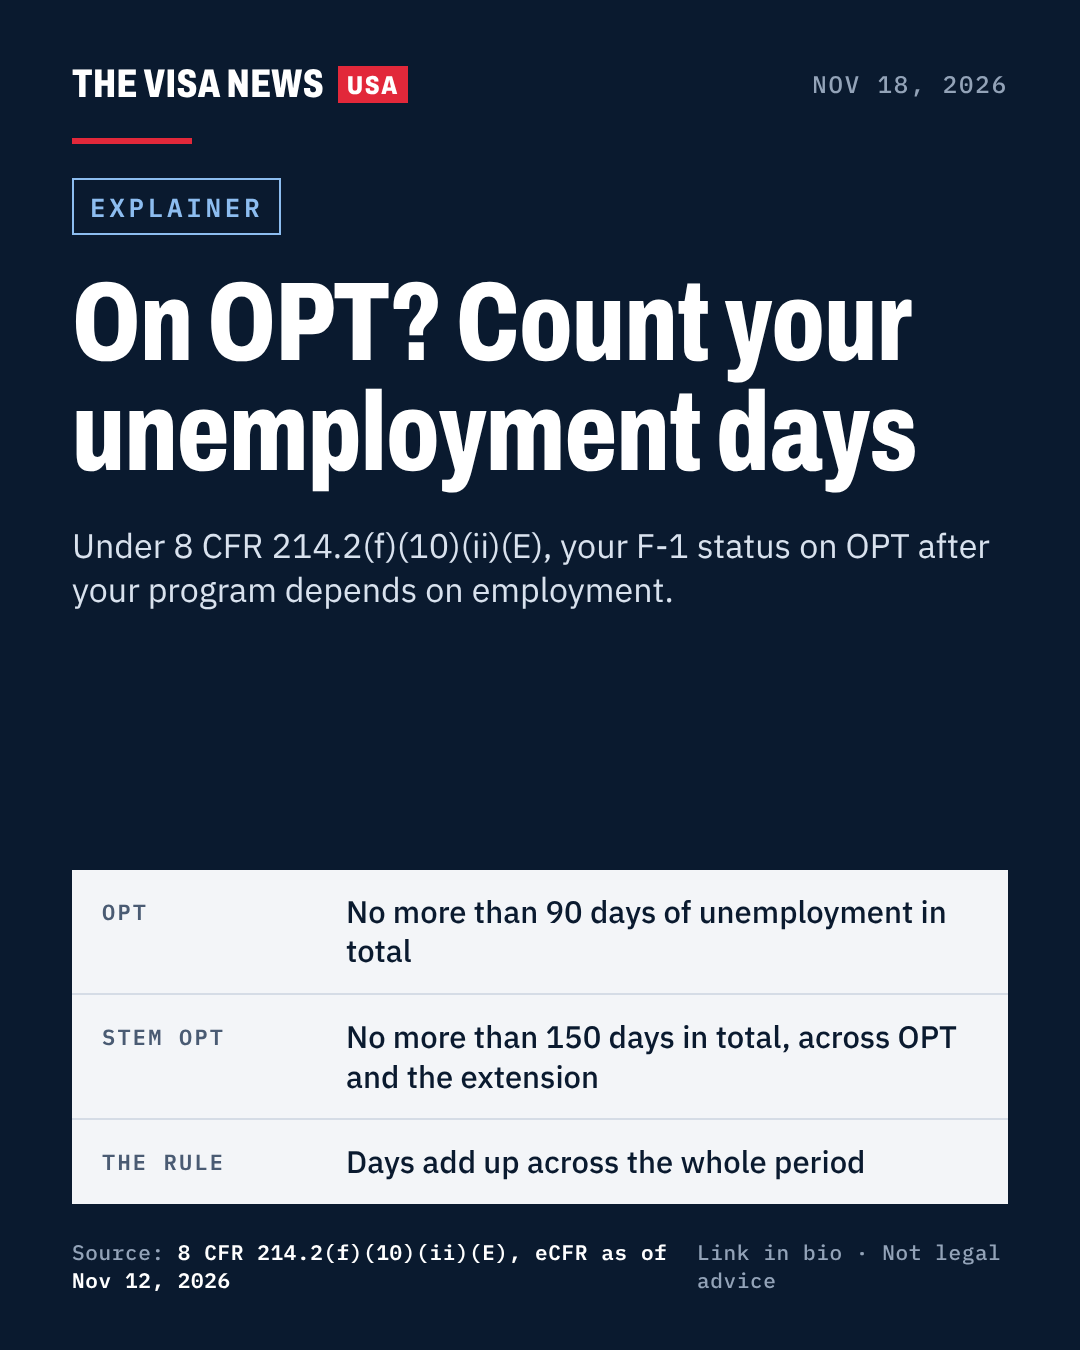 THE VISA NEWS USA
NOV 18, 2026
EXPLAINER
On OPT? Count your
unemployment days
Under 8 CFR 214.2(f)(10)(ii)(E), your F-1 status on OPT after
your program depends on employment.
OPT
No more than 90 days of unemployment in
total
STEM OPT
No more than 150 days in total, across OPT
and the extension
THE RULE
Days add up across the whole period
Source: 8 CFR 214.2(f)(10)(ii)(E), eCFR as of
Nov 12, 2026
Link in bio · Not legal
advice